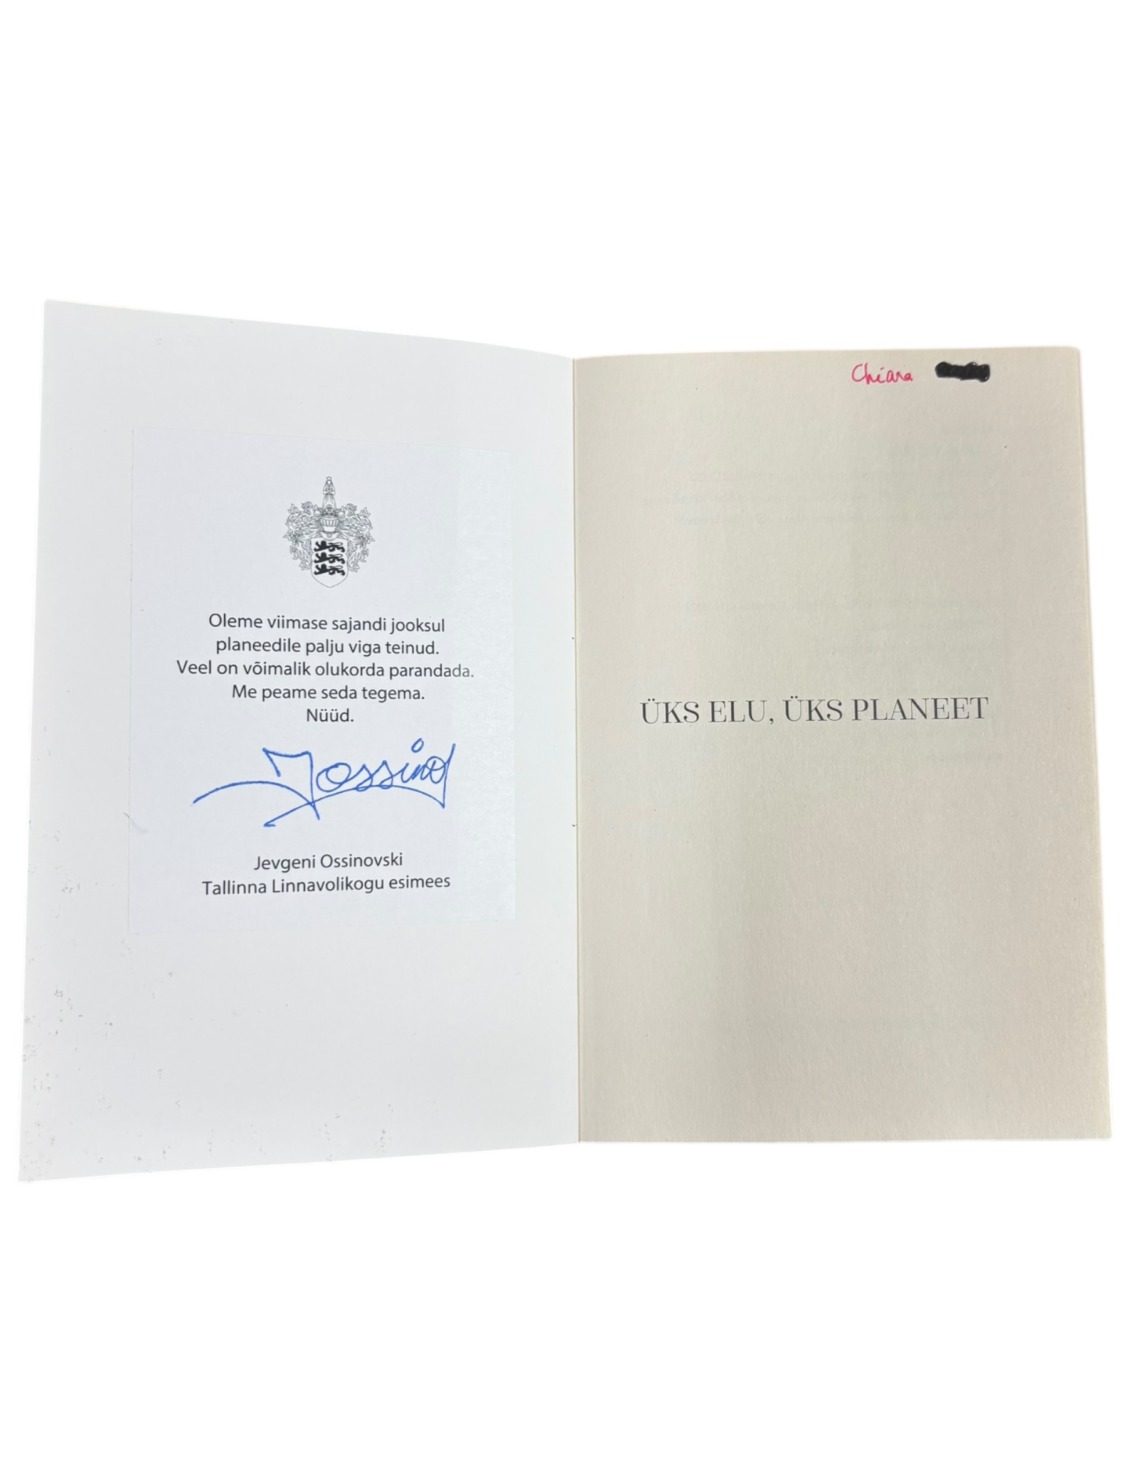 Oleme viimase sajandi jooksul
planeedile palju viga teinud.
Veel on võimalik olukorda parandada.
Me peame seda tegema.
Nüüd.
Jevgeni Ossinovski
Tallinna Linnavolikogu esimees
Chiara
ÜKS ELU, ÜKS PLANEET